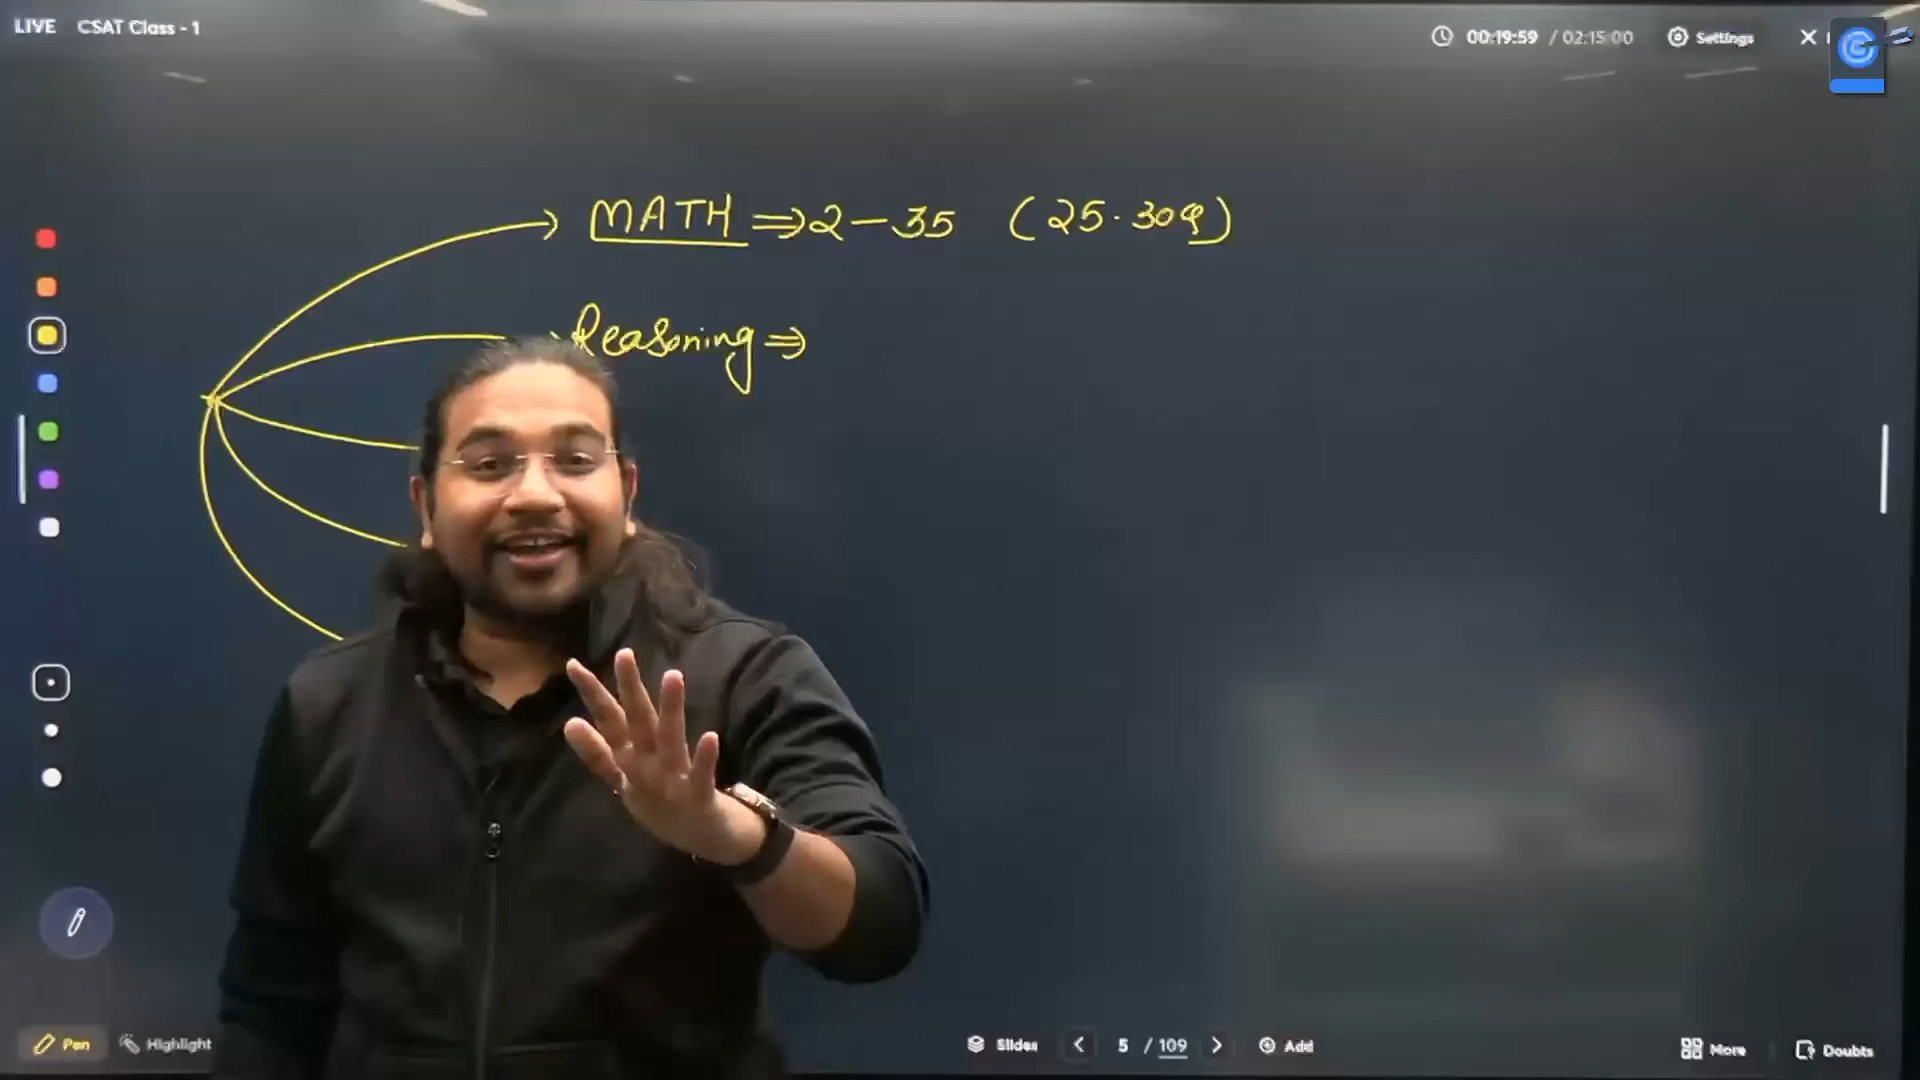 LIVE CSAT Class - 1
00:19:59 / 02:15:00 Settings
MATH ⇒ 2 – 35 (25-30Q)
Reasoning ⇒
Pen Highlight Slides 5 / 109 Add More Doubts